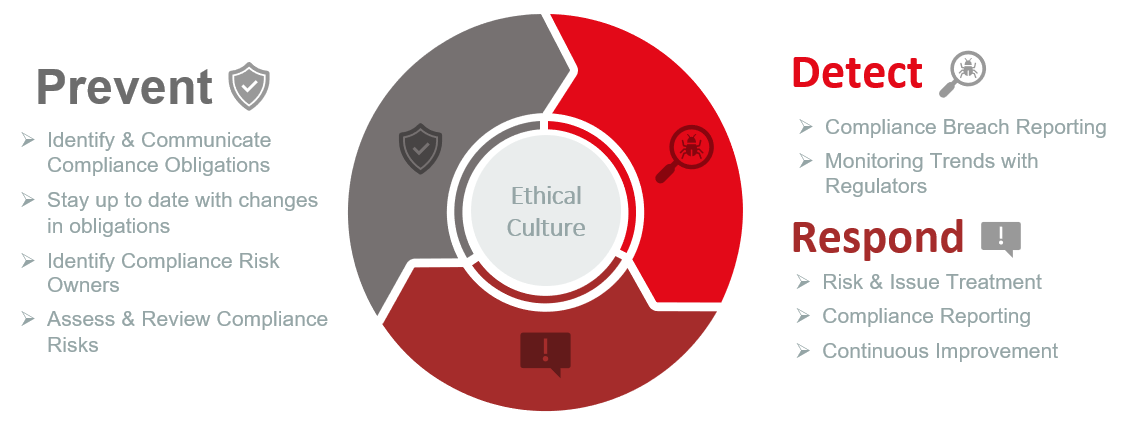 Prevent
Identify & Communicate
Compliance Obligations
Stay up to date with changes
in obligations
Identify Compliance Risk
Owners
Assess & Review Compliance
Risks
Ethical
Culture
Detect
Compliance Breach Reporting
Monitoring Trends with
Regulators
Respond
Risk & Issue Treatment
Compliance Reporting
Continuous Improvement